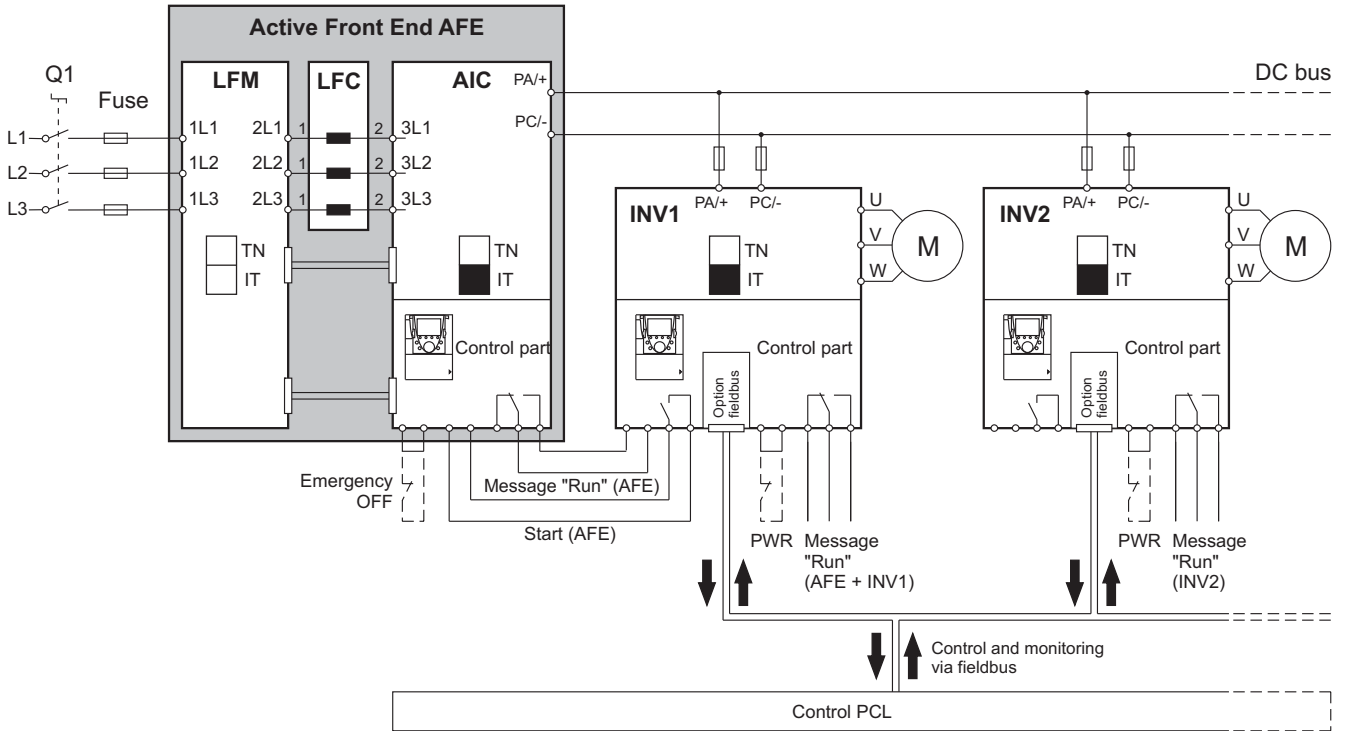 Active Front End AFE
Q1
Fuse
LFM
LFC
AIC
PA/+
PC/-
DC bus
L1
1L1
2L1
1
2
3L1
L2
1L2
2L2
1
2
3L2
L3
1L3
2L3
1
2
3L3
TN
IT
TN
IT
Control part
INV1
PA/+
PC/-
U
V
W
M
TN
IT
Control part
Option
fieldbus
INV2
PA/+
PC/-
U
V
W
M
TN
IT
Control part
Option
fieldbus
Emergency
OFF
Message "Run" (AFE)
Start (AFE)
PWR
Message
"Run"
(AFE + INV1)
PWR
Message
"Run"
(INV2)
Control and monitoring
via fieldbus
Control PCL